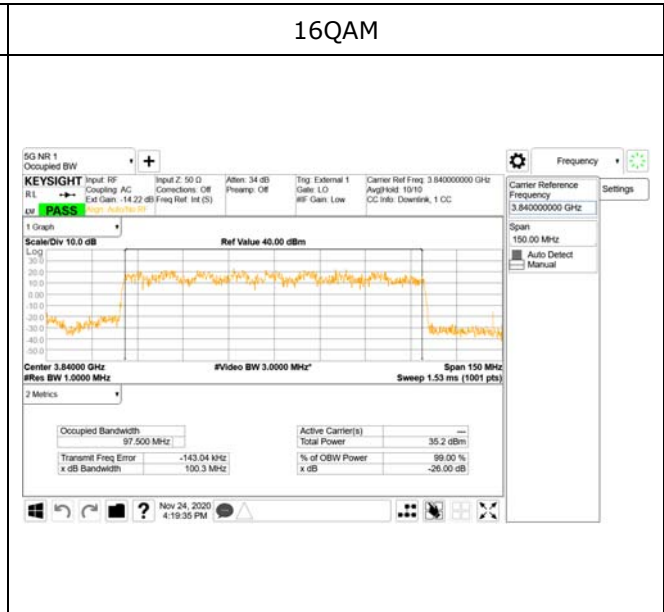 16QAM
5G NR 1
Occupied BW
Frequency
KEYSIGHT
Input: RF
Input Z: 50 Ω
Atten: 34 dB
Trig: External 1
Carrier Ref Freq: 3.840000000 GHz
RL
Coupling: AC
Corrections: Off
Preamp: Off
Gate: LO
Avg|Hold: 10/10
Ext Gain: -14.22 dB
Freq Ref: Int (S)
#IF Gain: Low
CC Info: Downlink, 1 CC
PASS
Align: Auto/No RF
Carrier Reference
Frequency
3.840000000 GHz
Settings
Span
150.00 MHz
Auto Detect
Manual
1 Graph
Scale/Div 10.0 dB
Ref Value 40.00 dBm
Log
30.0
20.0
10.0
0.00
-10.0
-20.0
-30.0
-40.0
-50.0
Center 3.84000 GHz
#Video BW 3.0000 MHz*
Span 150 MHz
#Res BW 1.0000 MHz
Sweep 1.53 ms (1001 pts)
2 Metrics
Occupied Bandwidth
97.500 MHz
Active Carrier(s)
---
Total Power
35.2 dBm
Transmit Freq Error
-143.04 kHz
% of OBW Power
99.00 %
x dB Bandwidth
100.3 MHz
x dB
-26.00 dB
?
Nov 24, 2020
4:19:35 PM